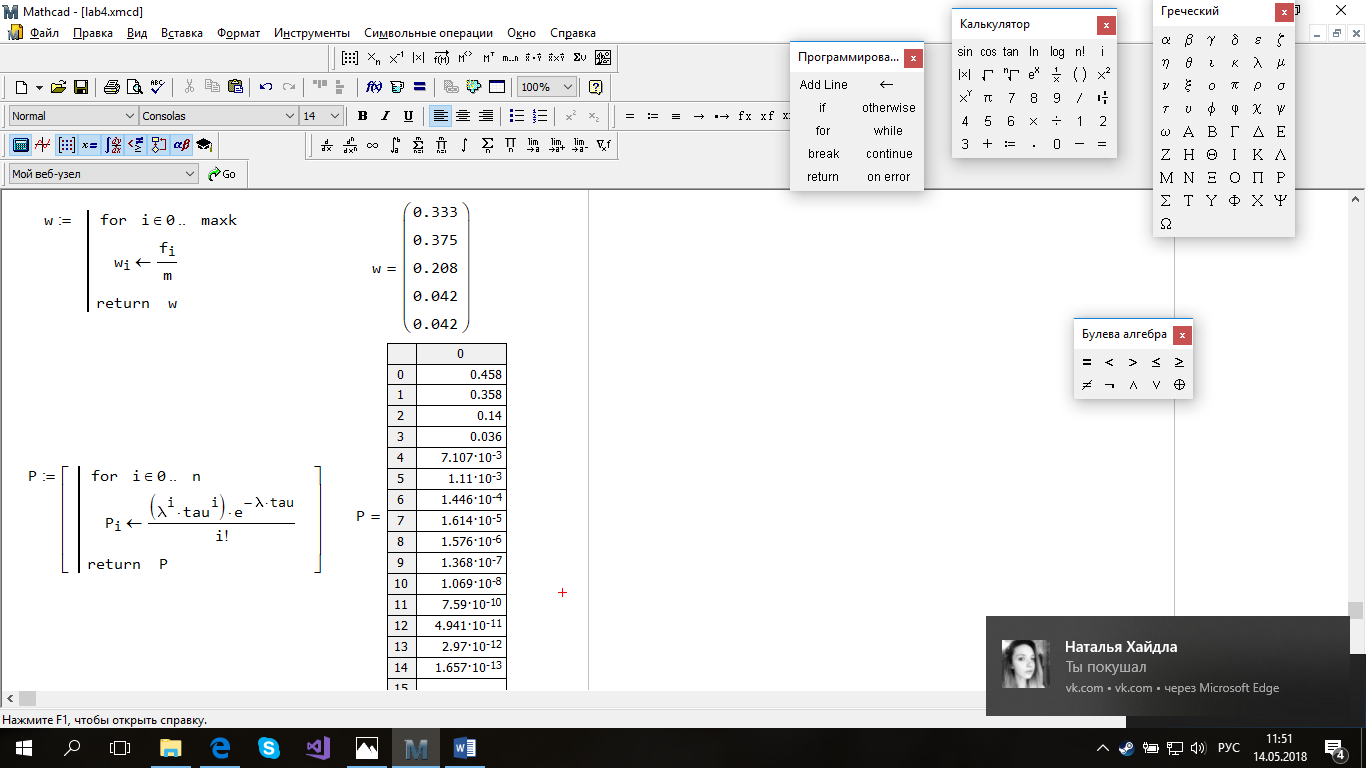 Mathcad - [lab4.xmcd]
Файл Правка Вид Вставка Формат Инструменты Символьные операции Окно Справка
100%
Normal Consolas 14 B I U
Мой веб-узел Go
Программирова...
Add Line ←
if otherwise
for while
break continue
return on error
Калькулятор
sin cos tan ln log n! i
|×| √ ⁿ√ eˣ 1/x ( ) x²
xʸ π 7 8 9 /
4 5 6 × ÷ 1 2
3 + := . 0 − =
Греческий
α β γ δ ε ζ
η θ ι κ λ μ
ν ξ ο π ρ σ
τ υ φ φ χ ψ
ω Α Β Γ Δ Ε
Ζ Η Θ Ι Κ Λ
Μ Ν Ξ Ο Π Ρ
Σ Τ Υ Φ Χ Ψ
Ω
Булева алгебра
= < > ≤ ≥
≠ ¬ ∧ ∨ ⊕
w := for i ∈ 0 .. maxk
wᵢ ← fᵢ / m
return w
w =
0.333
0.375
0.208
0.042
0.042
P := for i ∈ 0 .. n
Pᵢ ← (λⁱ·tauⁱ)·e^(−λ·tau) / i!
return P
P =
0
0 0.458
1 0.358
2 0.14
3 0.036
4 7.107·10⁻³
5 1.11·10⁻³
6 1.446·10⁻⁴
7 1.614·10⁻⁵
8 1.576·10⁻⁶
9 1.368·10⁻⁷
10 1.069·10⁻⁸
11 7.59·10⁻¹⁰
12 4.941·10⁻¹¹
13 2.97·10⁻¹²
14 1.657·10⁻¹³
15
Наталья Хайдла
Ты покушал
vk.com • vk.com • через Microsoft Edge
Нажмите F1, чтобы открыть справку.
РУС
11:51
14.05.2018
4